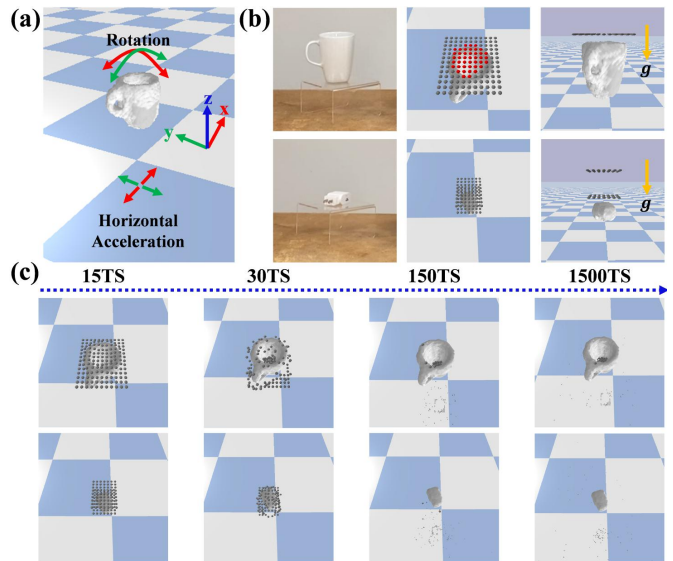 (a)
Rotation
z
x
y
Horizontal
Acceleration
(b)
g
g
(c)
15TS
30TS
150TS
1500TS